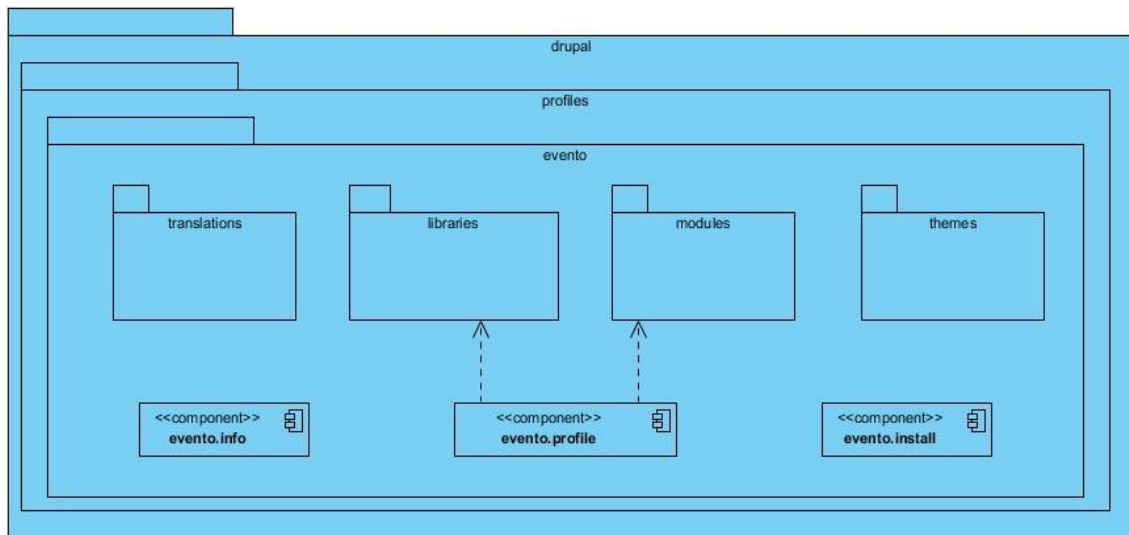 drupal
profiles
evento
translations
libraries
modules
themes
<<component>>
evento.info
<<component>>
evento.profile
<<component>>
evento.install